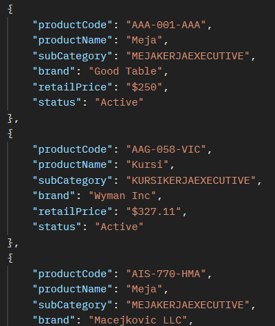 {
"productCode": "AAA-001-AAA",
"productName": "Meja",
"subCategory": "MEJAKERJAEXECUTIVE",
"brand": "Good Table",
"retailPrice": "$250",
"status": "Active"
},
{
"productCode": "AAG-058-VIC",
"productName": "Kursi",
"subCategory": "KURSIKERJAEXECUTIVE",
"brand": "Wyman Inc",
"retailPrice": "$327.11",
"status": "Active"
},
{
"productCode": "AIS-770-HMA",
"productName": "Meja",
"subCategory": "MEJAKERJAEXECUTIVE",
"brand": "Macejkovic LLC",